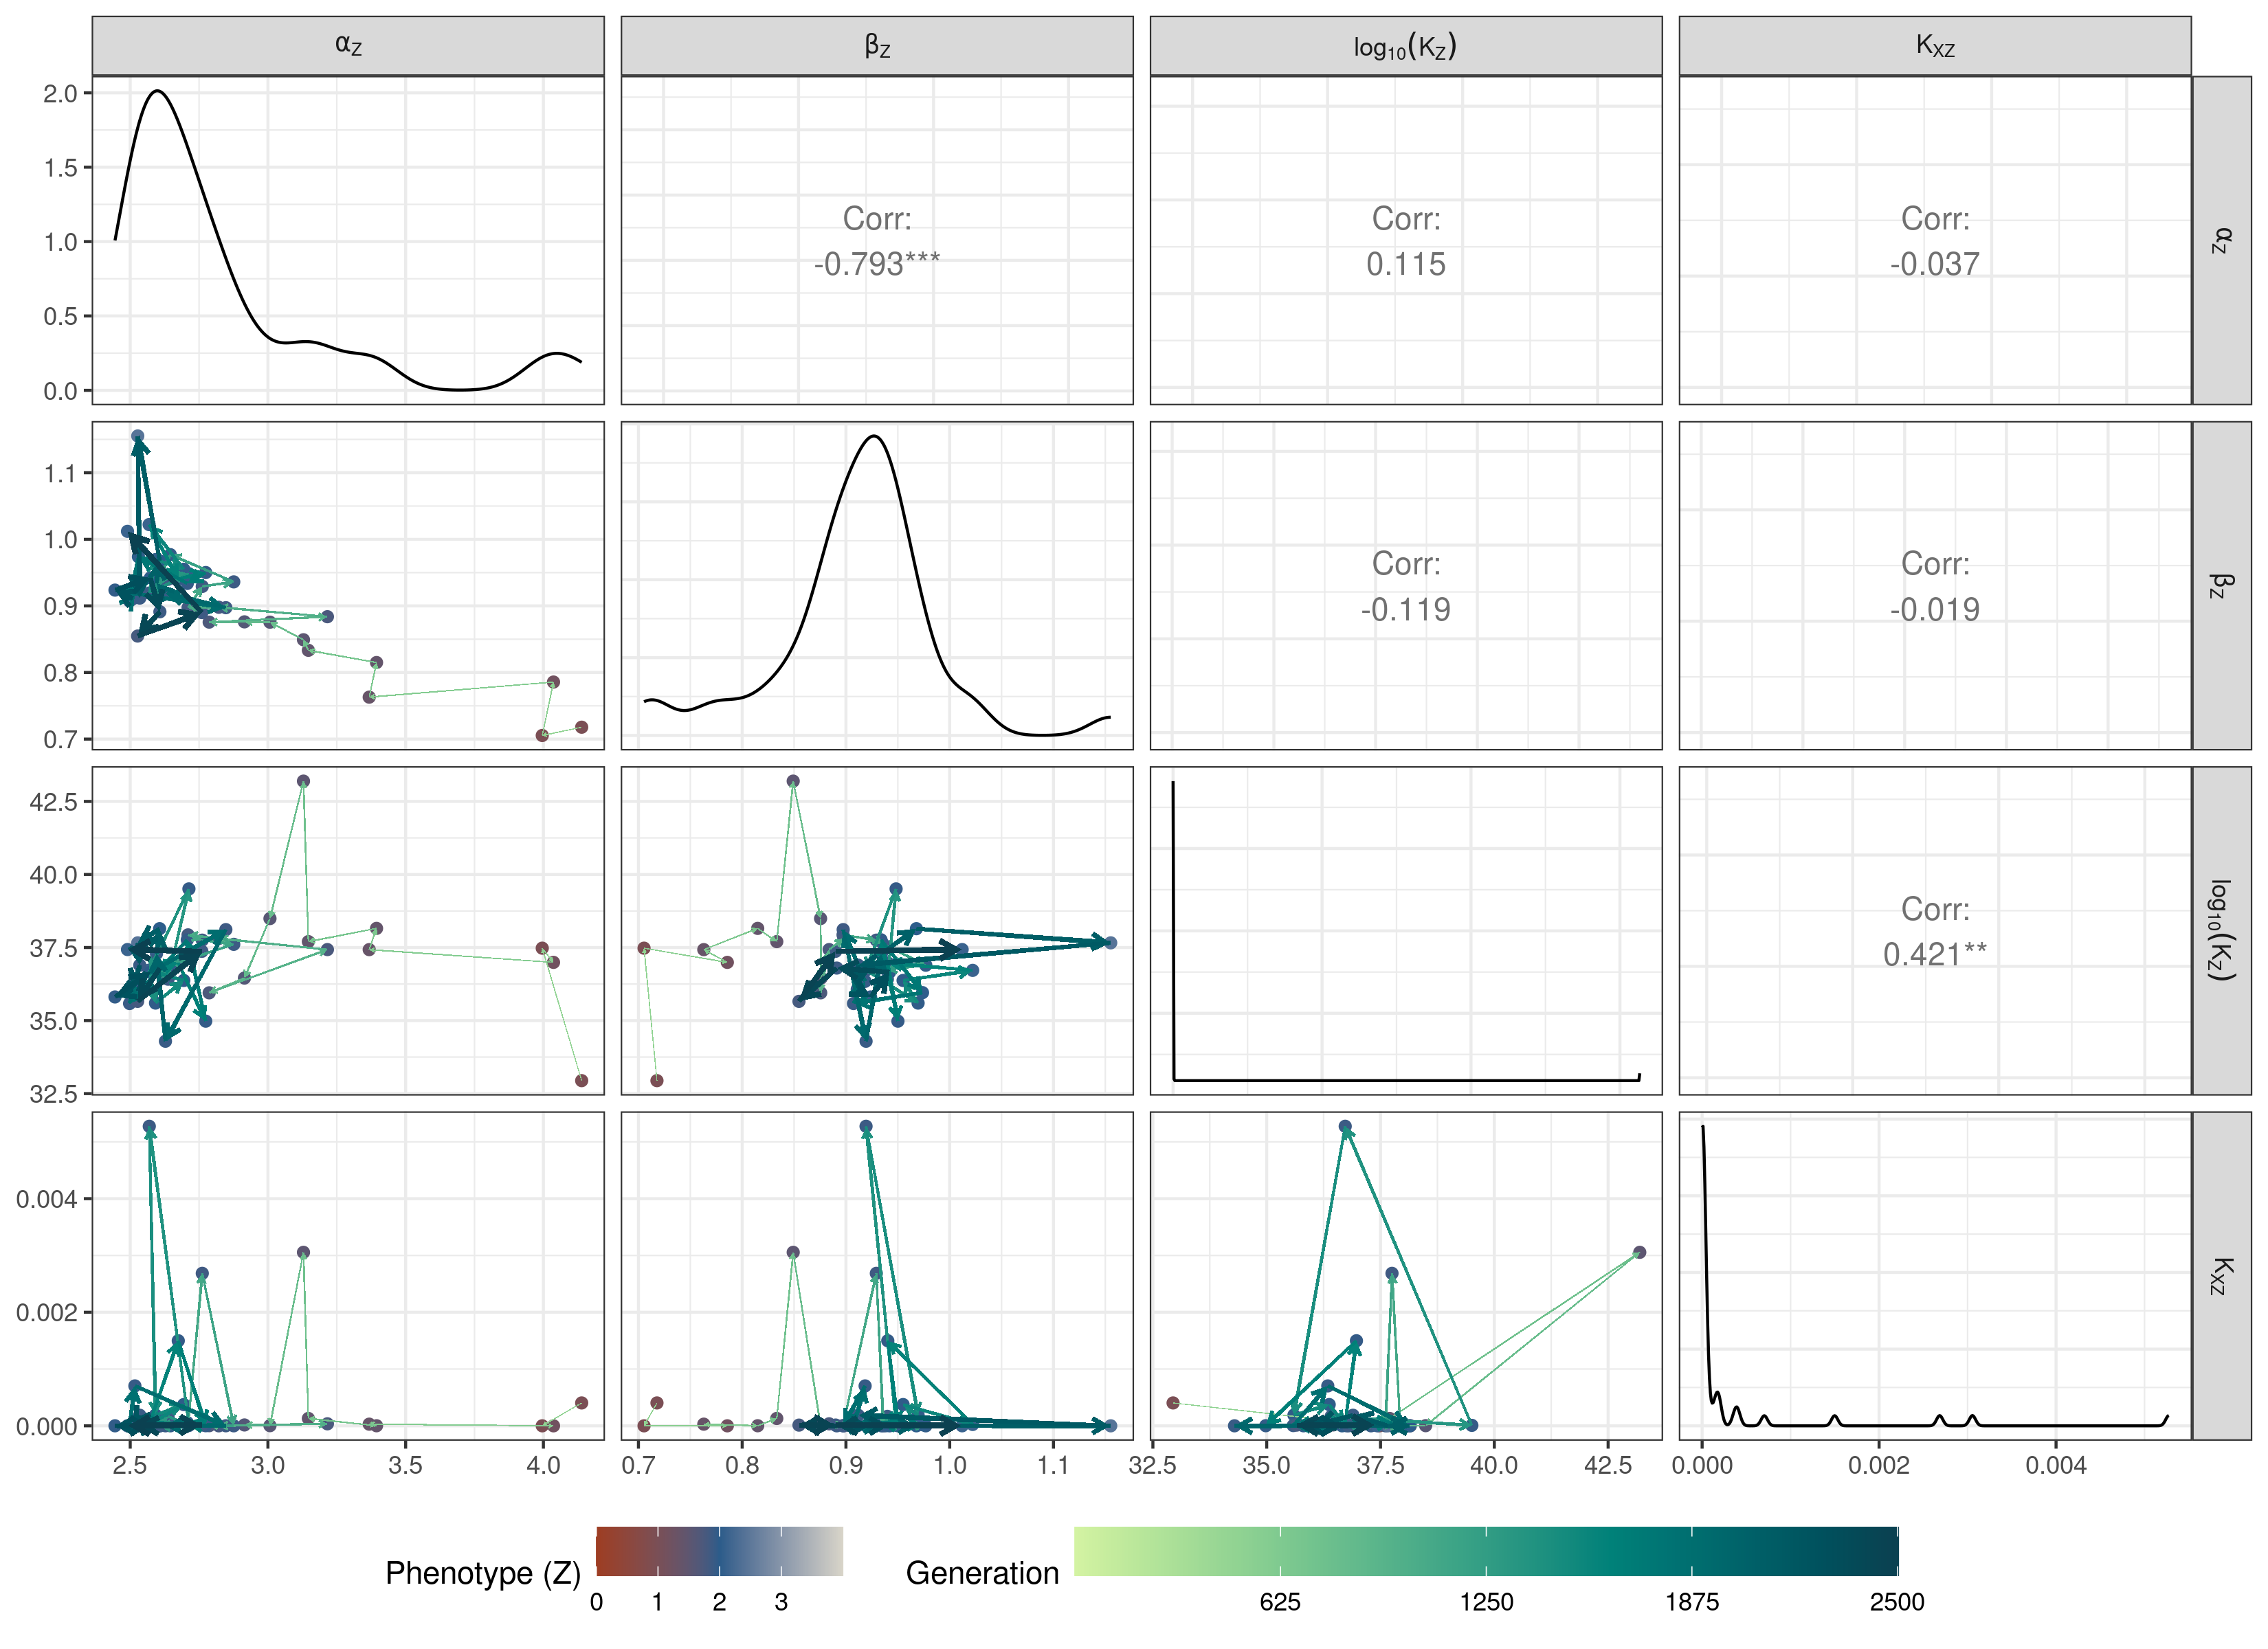 αZ βZ log10(KZ) KXZ
2.0
1.5
1.0
0.5
0.0
Corr:
-0.793***
Corr:
0.115
Corr:
-0.037
αZ
1.1
1.0
0.9
0.8
0.7
Corr:
-0.119
Corr:
-0.019
βZ
42.5
40.0
37.5
35.0
32.5
Corr:
0.421**
log10(KZ)
0.004
0.002
0.000
KXZ
2.5 3.0 3.5 4.0
0.7 0.8 0.9 1.0 1.1
32.5 35.0 37.5 40.0 42.5
0.000 0.002 0.004
Phenotype (Z)
0 1 2 3
Generation
625 1250 1875 2500